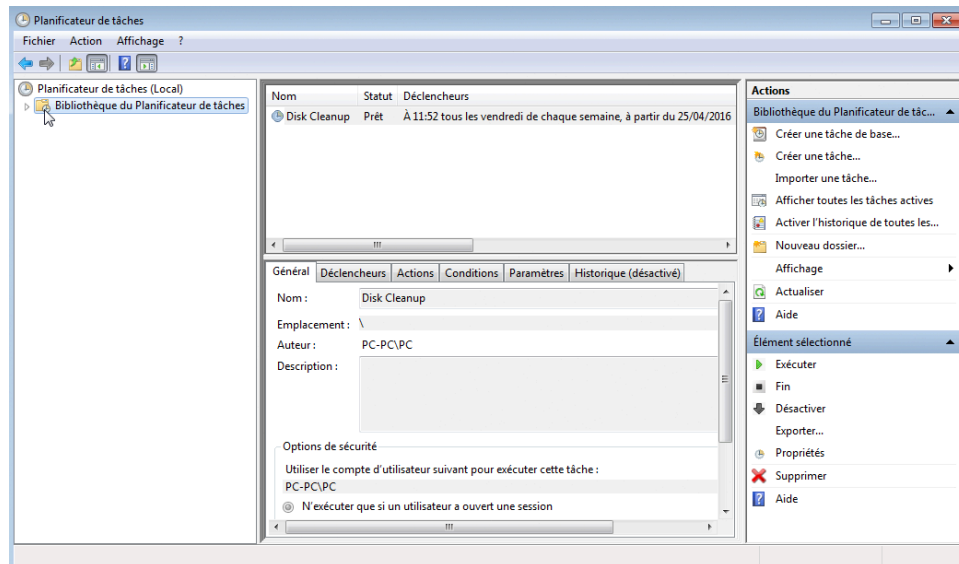 Planificateur de tâches
Fichier Action Affichage ?
Planificateur de tâches (Local)
Bibliothèque du Planificateur de tâches
Nom Statut Déclencheurs
Disk Cleanup Prêt À 11:52 tous les vendredi de chaque semaine, à partir du 25/04/2016
Général Déclencheurs Actions Conditions Paramètres Historique (désactivé)
Nom : Disk Cleanup
Emplacement : \
Auteur : PC-PC\PC
Description :
Options de sécurité
Utiliser le compte d'utilisateur suivant pour exécuter cette tâche :
PC-PC\PC
N'exécuter que si un utilisateur a ouvert une session
Actions
Bibliothèque du Planificateur de tâc...
Créer une tâche de base...
Créer une tâche...
Importer une tâche...
Afficher toutes les tâches actives
Activer l'historique de toutes les...
Nouveau dossier...
Affichage
Actualiser
Aide
Élément sélectionné
Exécuter
Fin
Désactiver
Exporter...
Propriétés
Supprimer
Aide